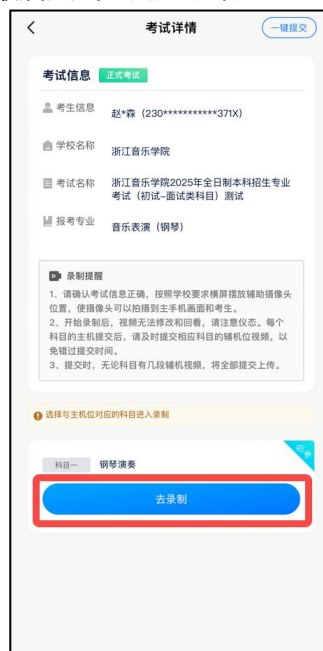 考试详情
一键提交
考试信息 正式考试
考生信息 赵*森（230***********371X）
学校名称 浙江音乐学院
考试名称 浙江音乐学院2025年全日制本科招生专业
考试（初试-面试类科目）测试
报考专业 音乐表演（钢琴）
录制提醒
1、请确认考试信息正确，按照学校要求横屏摆放辅助摄像头
位置，使摄像头可以拍摄到主手机画面和考生。
2、开始录制后，视频无法修改和回看，请注意仪态。每个
科目的主机提交后，请及时提交相应科目的辅机位视频，以
免错过提交时间。
3、提交时，无论科目有几段辅机视频，将全部提交上传。
选择与主机位对应的科目进入录制
必考
科目一 钢琴演奏
去录制